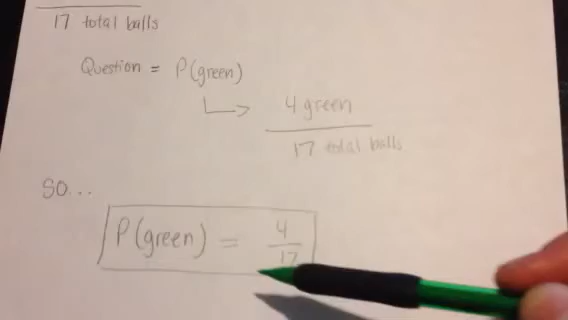 17 total balls
Question = P(green)
4 green
17 total balls
SO...
P(green) = 4/17